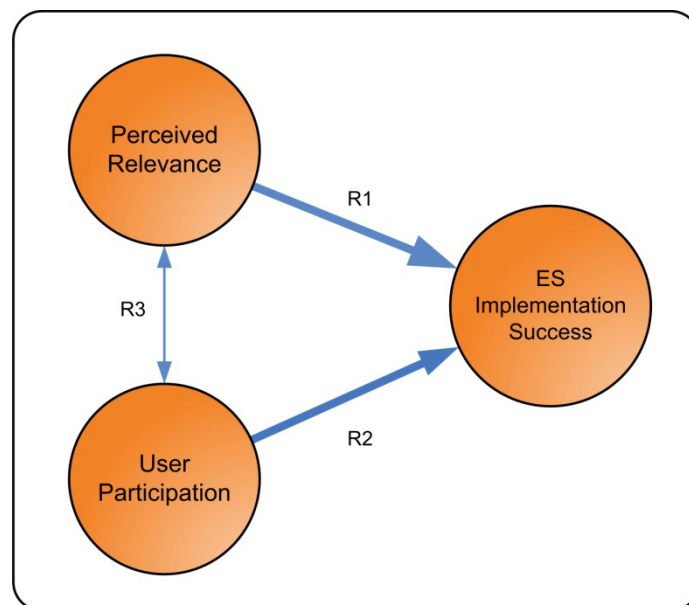 Perceived
Relevance
R1
ES
Implementation
Success
R3
R2
User
Participation